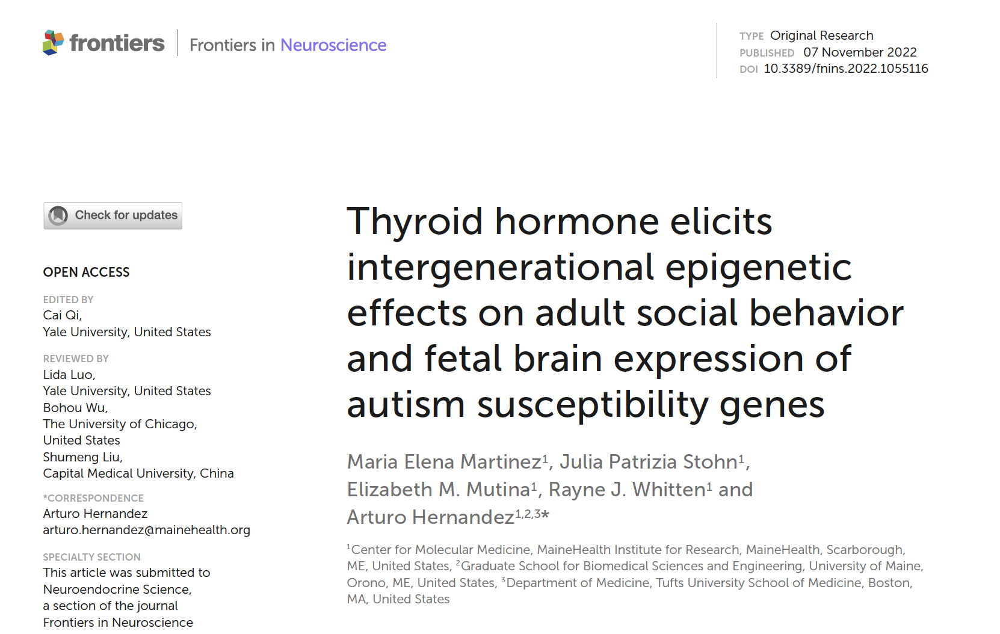 frontiers | Frontiers in Neuroscience
TYPE Original Research
PUBLISHED 07 November 2022
DOI 10.3389/fnins.2022.1055116
Check for updates
OPEN ACCESS
EDITED BY
Cai Qi,
Yale University, United States
REVIEWED BY
Lida Luo,
Yale University, United States
Bohou Wu,
The University of Chicago,
United States
Shumeng Liu,
Capital Medical University, China
*CORRESPONDENCE
Arturo Hernandez
arturo.hernandez@mainehealth.org
SPECIALTY SECTION
This article was submitted to
Neuroendocrine Science,
a section of the journal
Frontiers in Neuroscience
Thyroid hormone elicits
intergenerational epigenetic
effects on adult social behavior
and fetal brain expression of
autism susceptibility genes
Maria Elena Martinez¹, Julia Patrizia Stohn¹,
Elizabeth M. Mutina¹, Rayne J. Whitten¹ and
Arturo Hernandez¹,²,³*
¹Center for Molecular Medicine, MaineHealth Institute for Research, MaineHealth, Scarborough,
ME, United States, ²Graduate School for Biomedical Sciences and Engineering, University of Maine,
Orono, ME, United States, ³Department of Medicine, Tufts University School of Medicine, Boston,
MA, United States